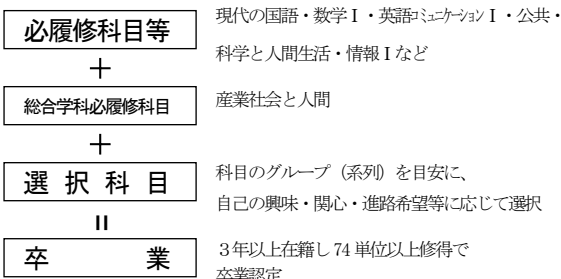 必履修科目等
現代の国語・数学Ⅰ・英語ｺﾐｭﾆｹｰｼｮﾝⅠ・公共・
科学と人間生活・情報Ⅰなど
＋
総合学科必履修科目
産業社会と人間
＋
選択科目
科目のグループ（系列）を目安に、
自己の興味・関心・進路希望等に応じて選択
＝
卒業
３年以上在籍し 74 単位以上修得で
卒業認定